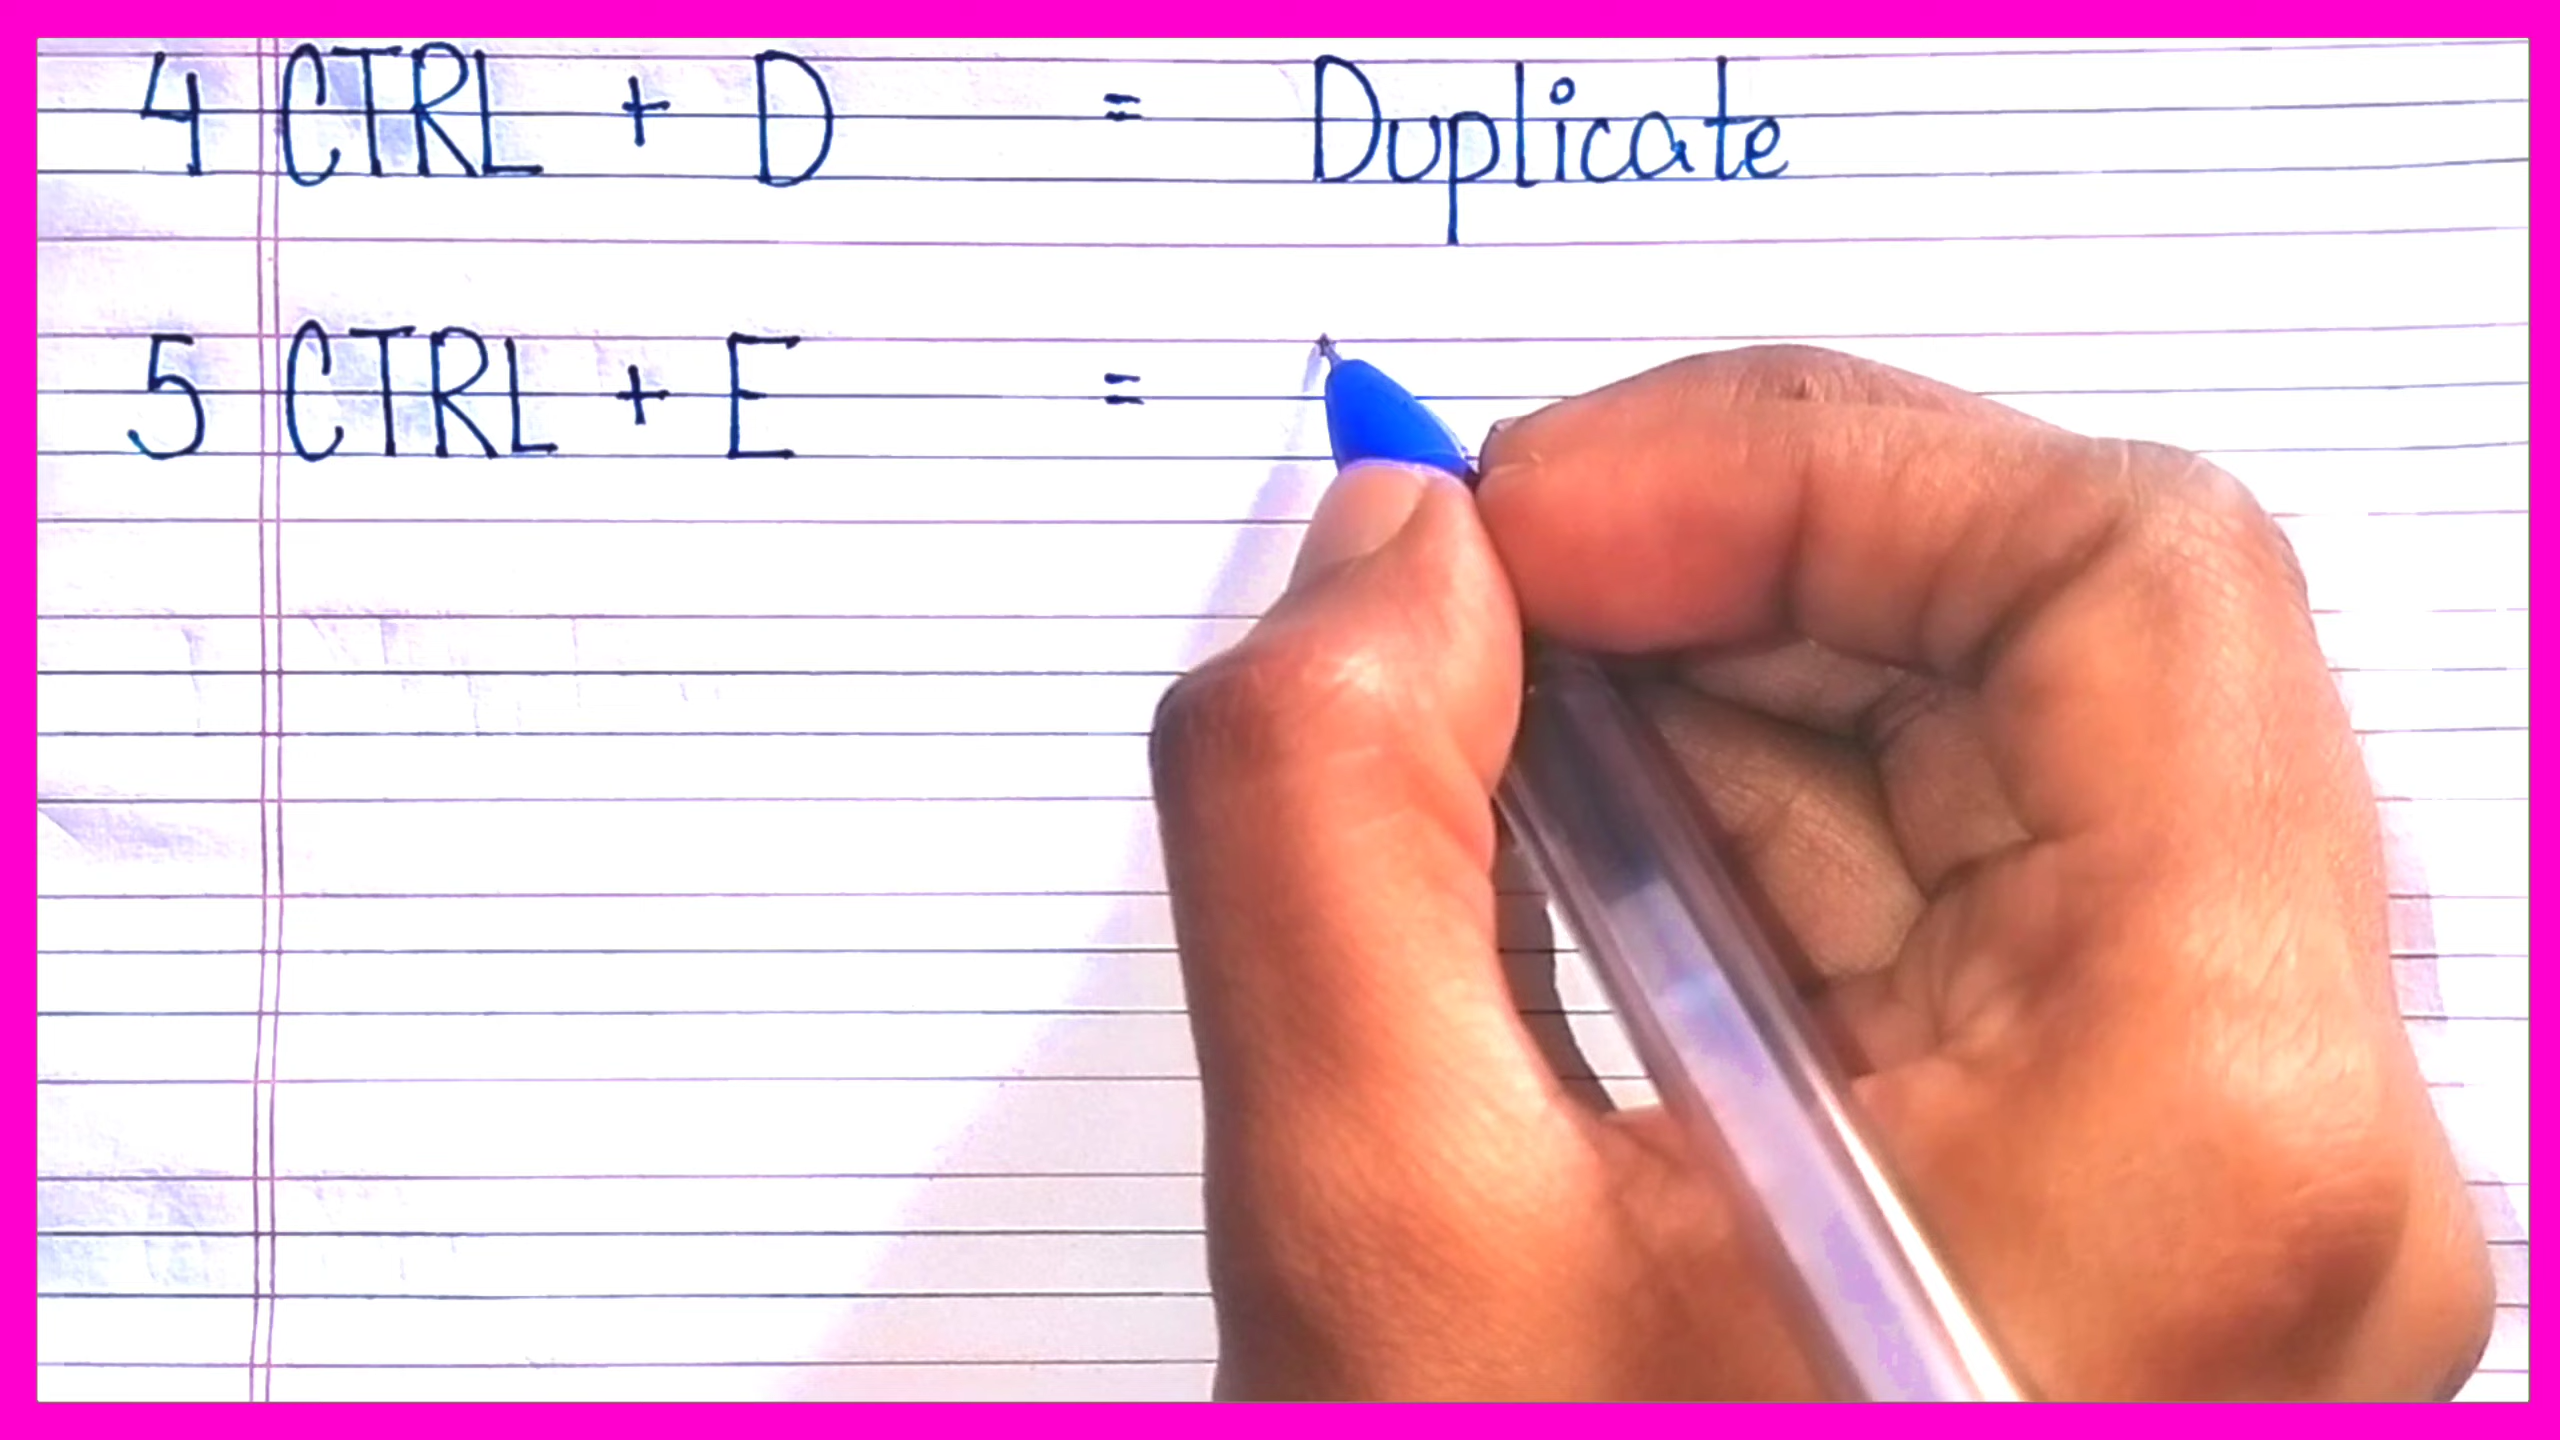 4 CTRL + D = Duplicate
5 CTRL + E =